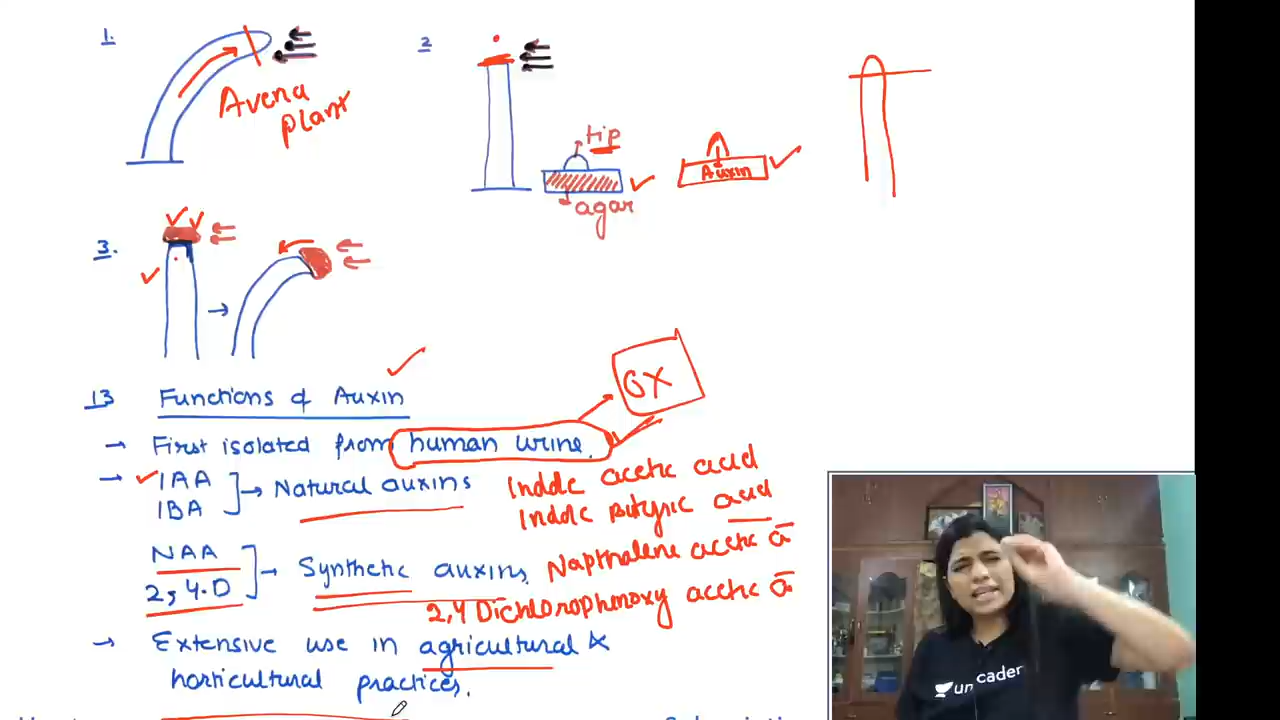 1.
Avena
plant
2
tip
agar
Auxin
3.
13 Functions of Auxin
OX
→ First isolated from human urine.
→ IAA
IBA
→ Natural auxins
Indole acetic acid
Indole Butyric acid
NAA
2,4.D
→ Synthetic auxins
Napthalene acetic a
2,4 Dichlorophenoxy acetic a
→ Extensive use in agricultural &
horticultural practices.
unacademy